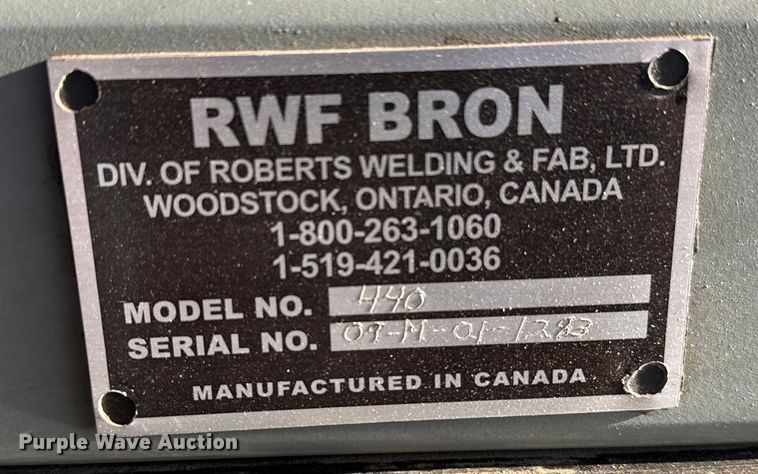 RWF BRON
DIV. OF ROBERTS WELDING & FAB, LTD.
WOODSTOCK, ONTARIO, CANADA
1-800-263-1060
1-519-421-0036
MODEL NO. 440
SERIAL NO. 09-M-01-1283
MANUFACTURED IN CANADA
Purple Wave Auction